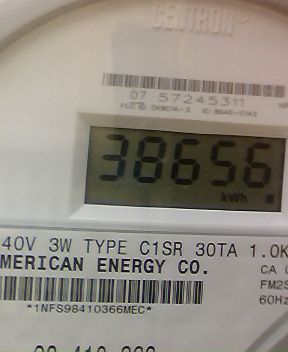 CENTRON
07 57245311
38656
kWh
40V 3W TYPE C1SR 30TA 1.0K
MERICAN ENERGY CO.
CA
FM2S
60Hz
*1NFS98410366MEC*